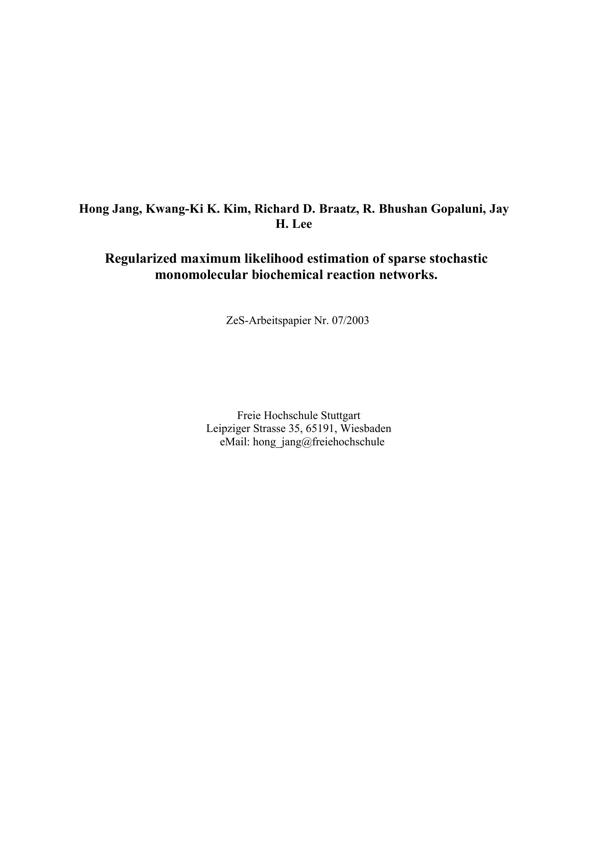 Hong Jang, Kwang-Ki K. Kim, Richard D. Braatz, R. Bhushan Gopaluni, Jay
H. Lee
Regularized maximum likelihood estimation of sparse stochastic
monomolecular biochemical reaction networks.
ZeS-Arbeitspapier Nr. 07/2003
Freie Hochschule Stuttgart
Leipziger Strasse 35, 65191, Wiesbaden
eMail: hong_jang@freiehochschule